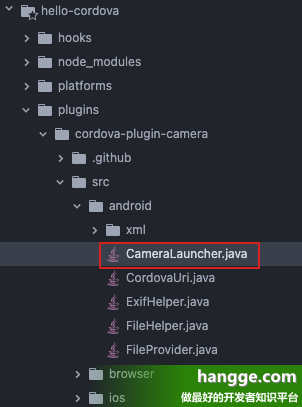 hello-cordova
hooks
node_modules
platforms
plugins
cordova-plugin-camera
.github
src
android
xml
CameraLauncher.java
CordovaUri.java
ExifHelper.java
FileHelper.java
FileProvider.java
browser
ios
hangge.com
做最好的开发者知识平台